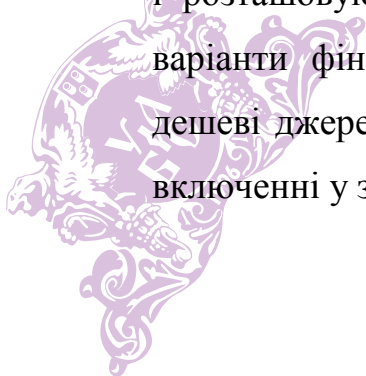 і розташовую
варіанти фін
дешеві джере
включенні у з